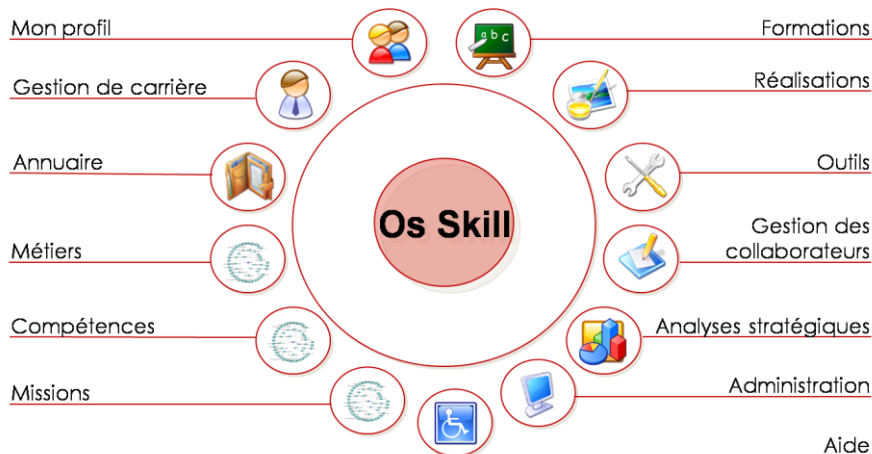 Mon profil
Formations
Gestion de carrière
Réalisations
Annuaire
Outils
Os Skill
Métiers
Gestion des
collaborateurs
Compétences
Analyses stratégiques
Missions
Administration
Aide
abc